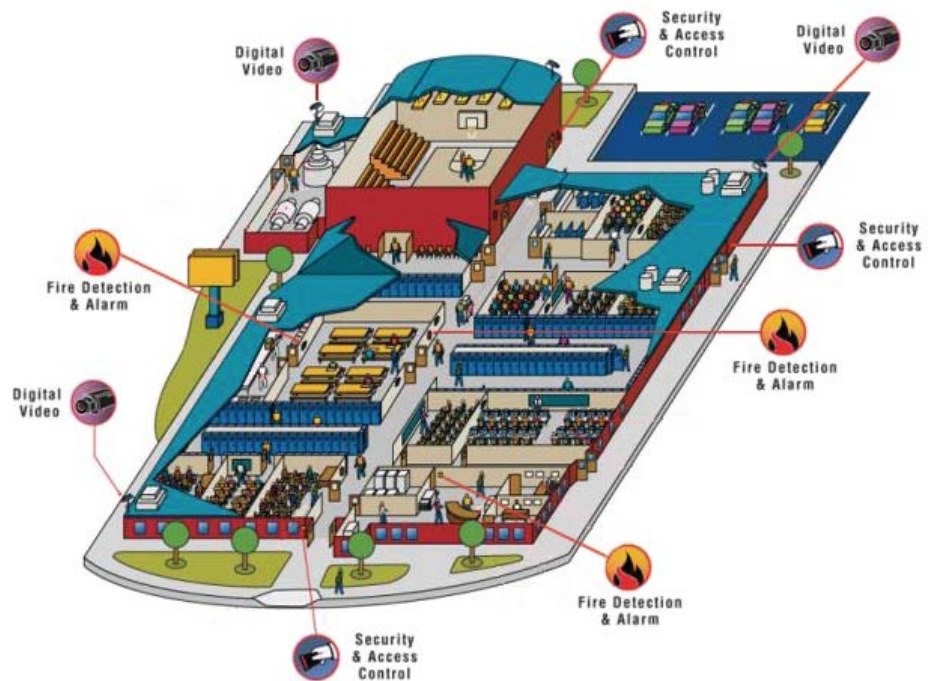 Digital
Video
Security
& Access
Control
Digital
Video
Security
& Access
Control
Fire Detection
& Alarm
Fire Detection
& Alarm
Digital
Video
Fire Detection
& Alarm
Security
& Access
Control